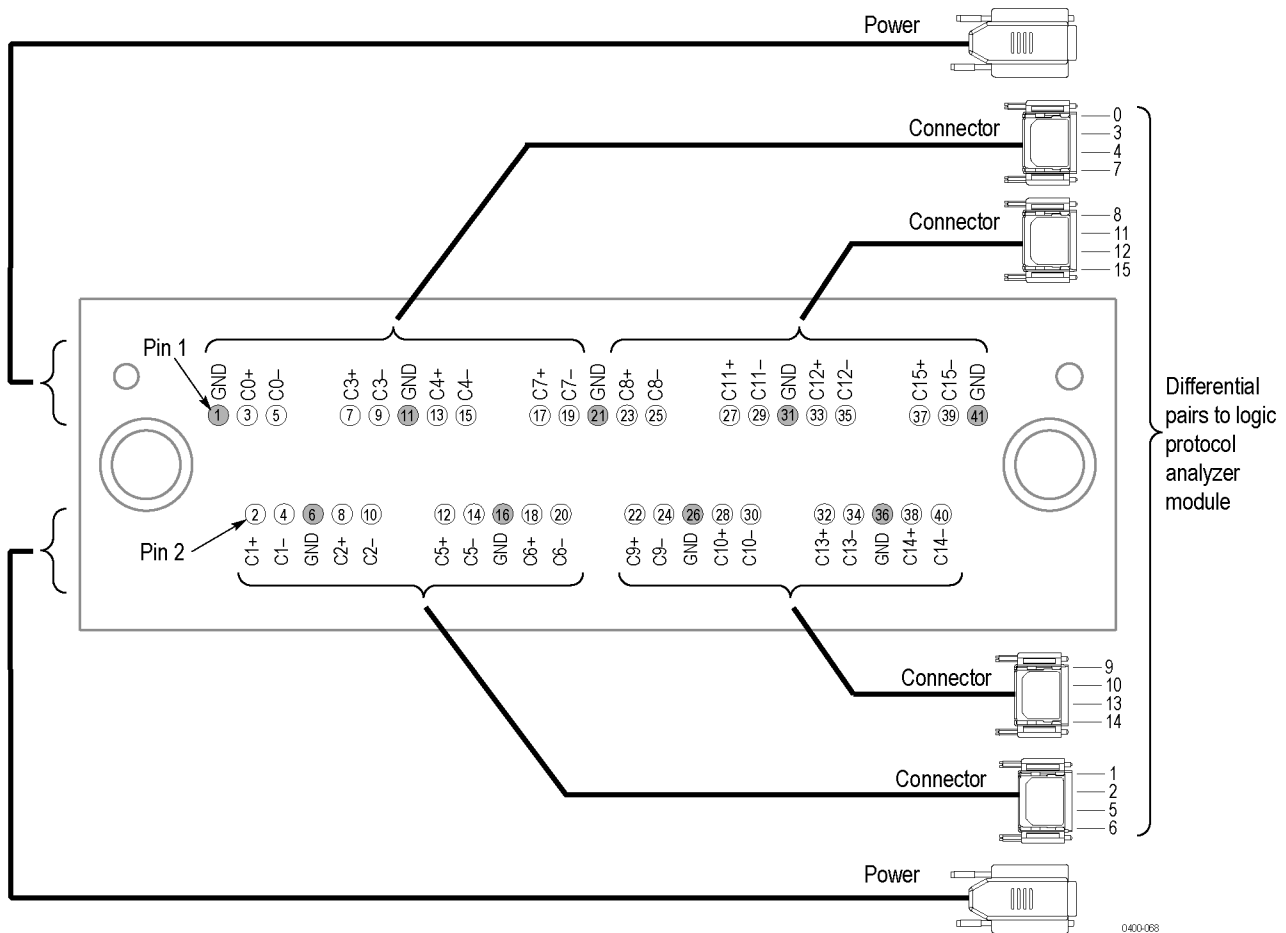 Power
Connector
0
3
4
7
Connector
8
11
12
15
Pin 1
GND C0+ C0– C3+ C3– GND C4+ C4– C7+ C7– GND C8+ C8– C11+ C11– GND C12+ C12– C15+ C15– GND
1 3 5 7 9 11 13 15 17 19 21 23 25 27 29 31 33 35 37 39 41
Differential
pairs to logic
protocol
analyzer
module
2 4 6 8 10 12 14 16 18 20 22 24 26 28 30 32 34 36 38 40
Pin 2
C1+ C1– GND C2+ C2– C5+ C5– GND C6+ C6– C9+ C9– GND C10+ C10– C13+ C13– GND C14+ C14–
Connector
9
10
13
14
Connector
1
2
5
6
Power
0400-068